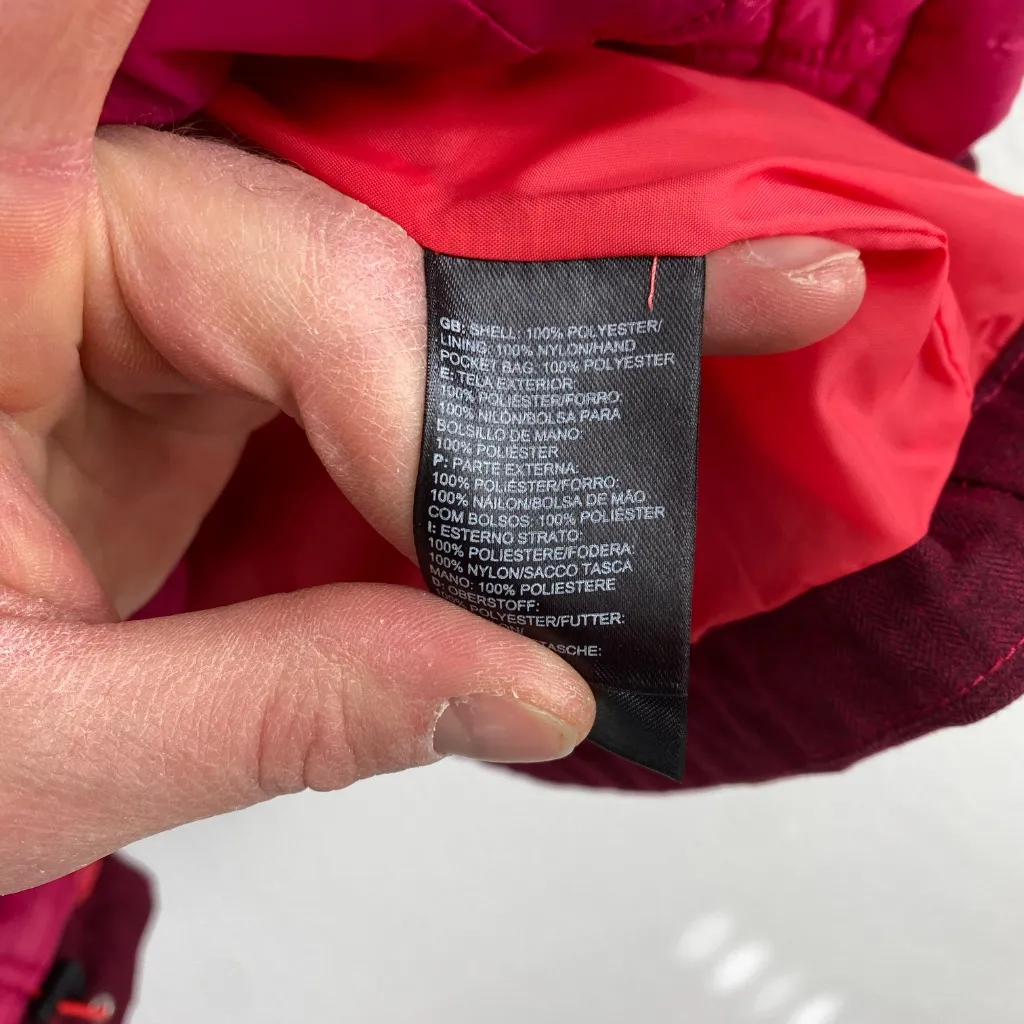 GB: SHELL: 100% POLYESTER/
LINING: 100% NYLON/HAND
POCKET BAG: 100% POLYESTER
E: TELA EXTERIOR:
100% POLIÉSTER/FORRO:
100% NILÓN/BOLSA PARA
BOLSILLO DE MANO:
100% POLIÉSTER
P: PARTE EXTERNA:
100% POLIÉSTER/FORRO:
100% NÁILON/BOLSA DE MÃO
COM BOLSOS: 100% POLIÉSTER
I: ESTERNO STRATO:
100% POLIESTERE/FODERA:
100% NYLON/SACCO TASCA
MANO: 100% POLIESTERE
OBERSTOFF:
POLYESTER/FUTTER:
TASCHE: